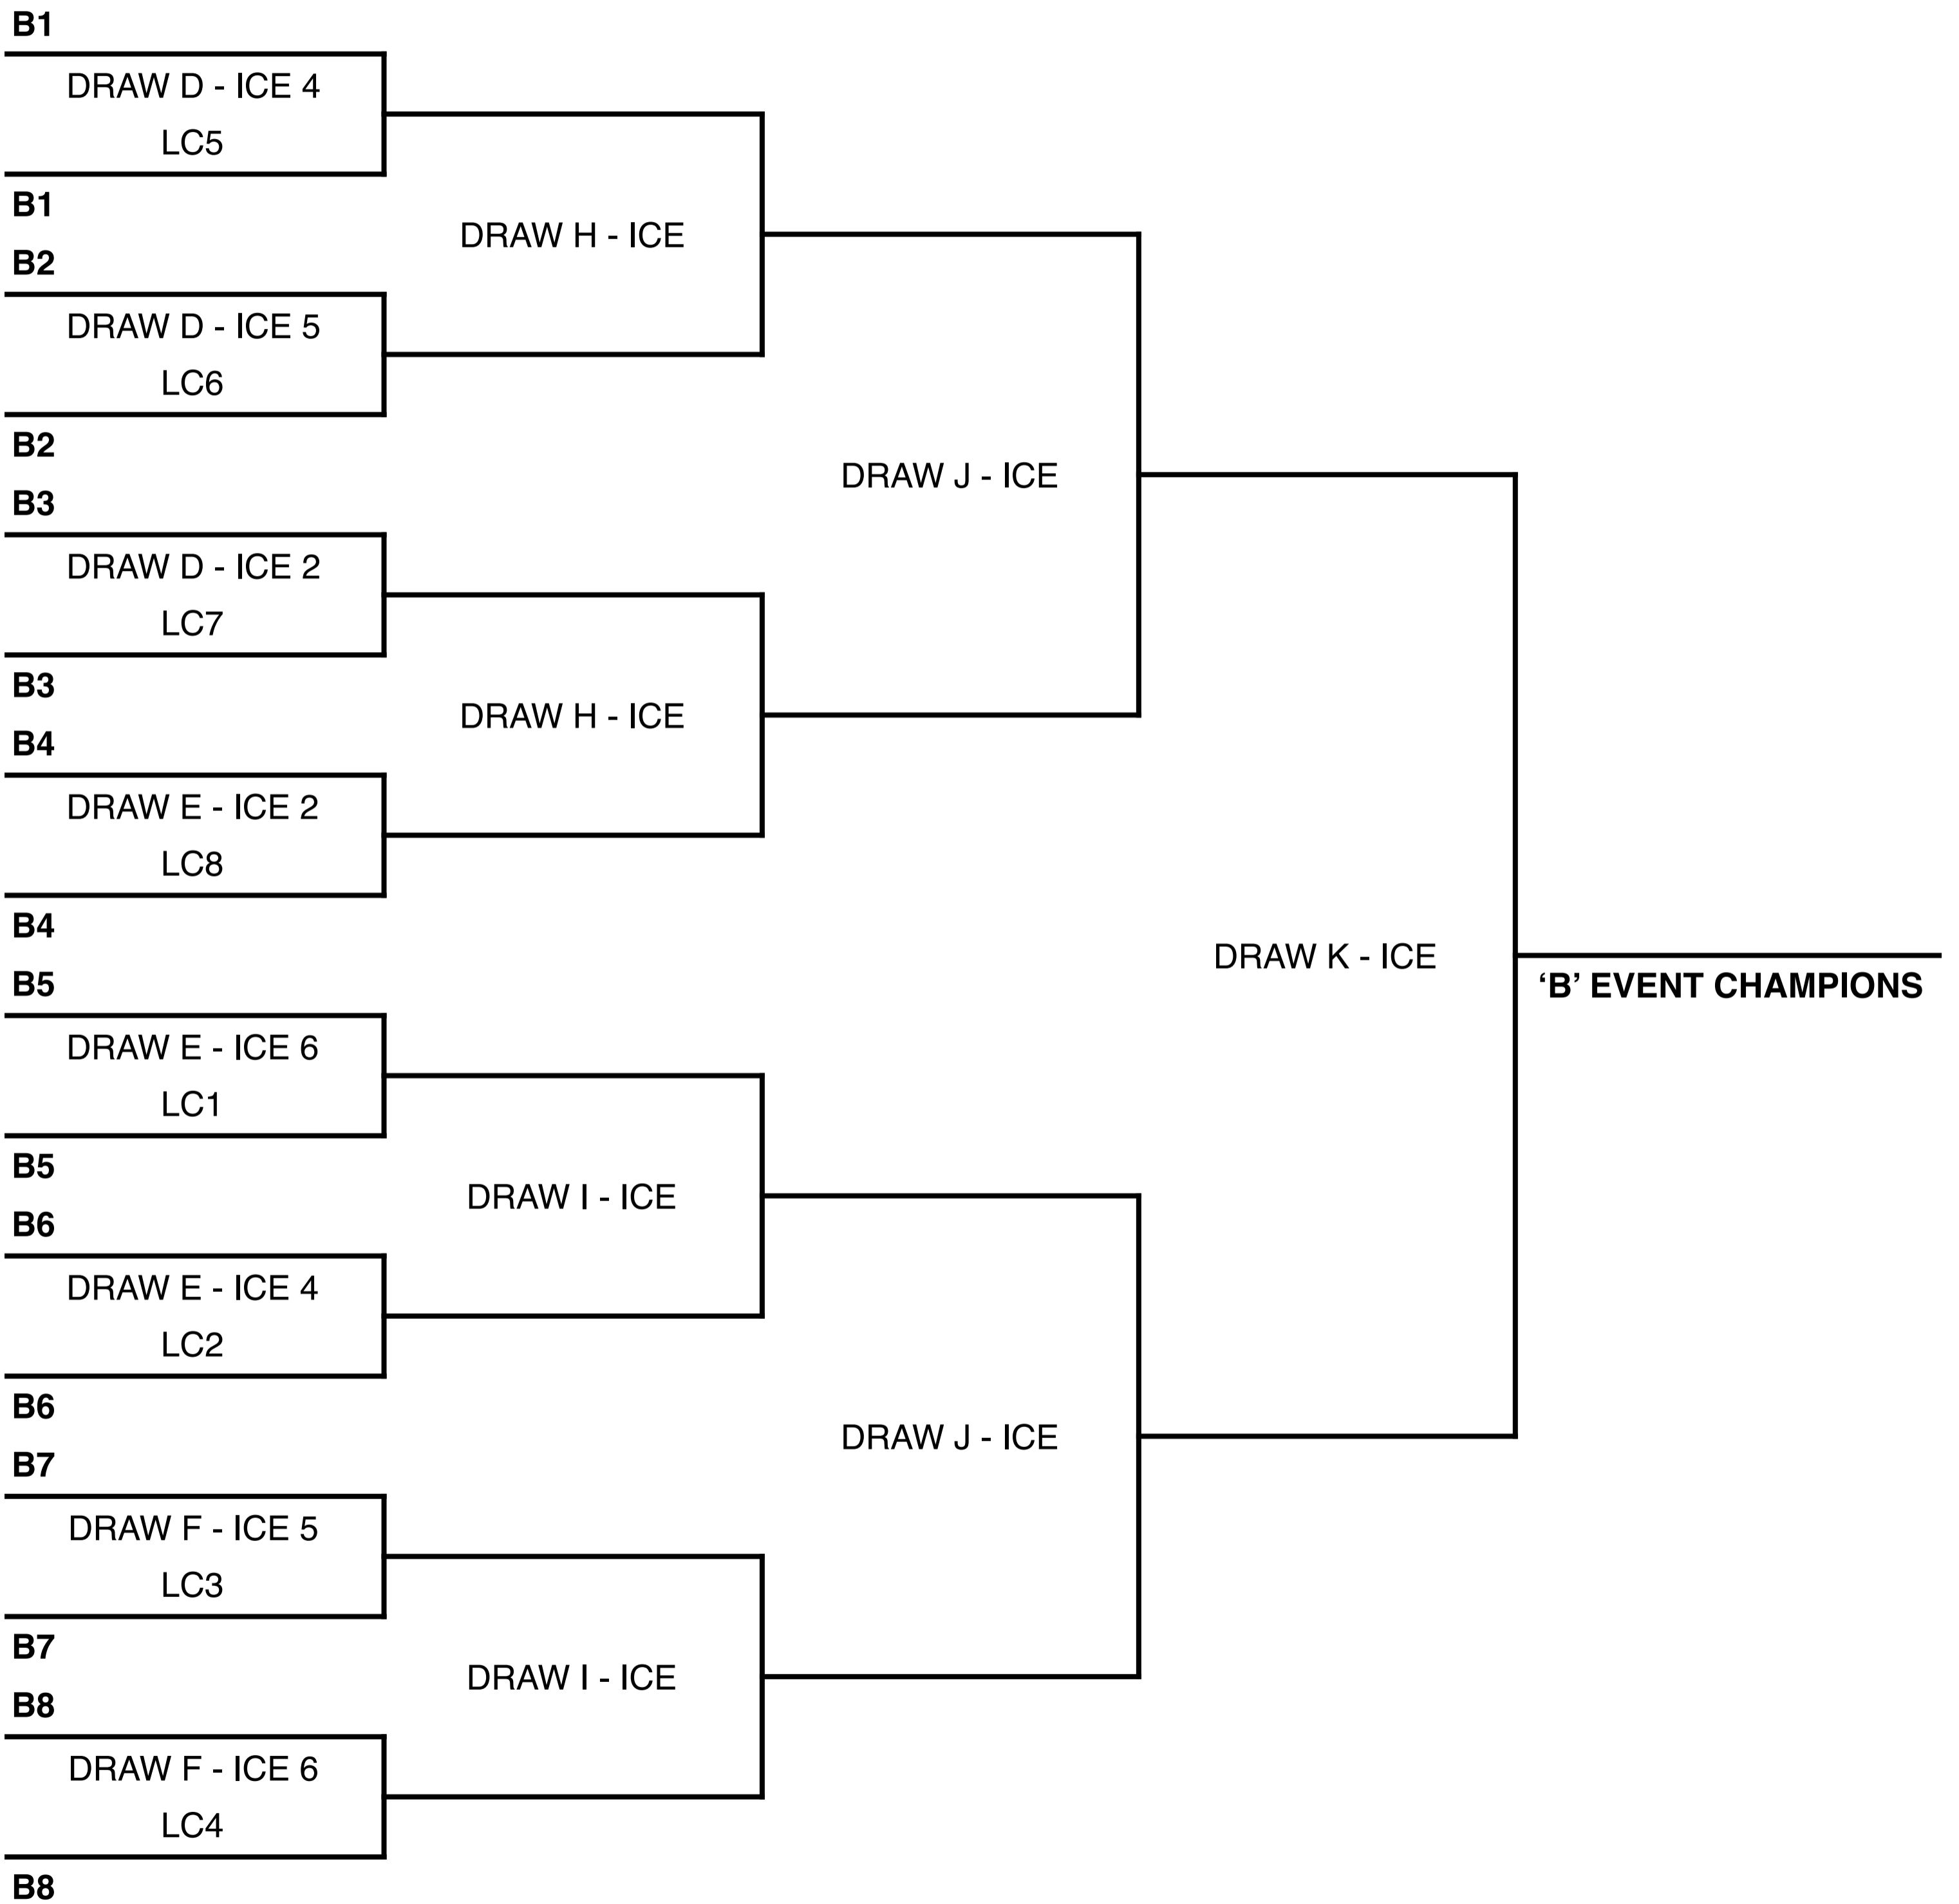 B1
DRAW D - ICE 4
LC5
B1
DRAW H - ICE
B2
DRAW D - ICE 5
LC6
B2
DRAW J - ICE
B3
DRAW D - ICE 2
LC7
B3
DRAW H - ICE
B4
DRAW E - ICE 2
LC8
B4
DRAW K - ICE
B5
‘B’ EVENT CHAMPIONS
DRAW E - ICE 6
LC1
B5
DRAW I - ICE
B6
DRAW E - ICE 4
LC2
B6
DRAW J - ICE
B7
DRAW F - ICE 5
LC3
B7
DRAW I - ICE
B8
DRAW F - ICE 6
LC4
B8